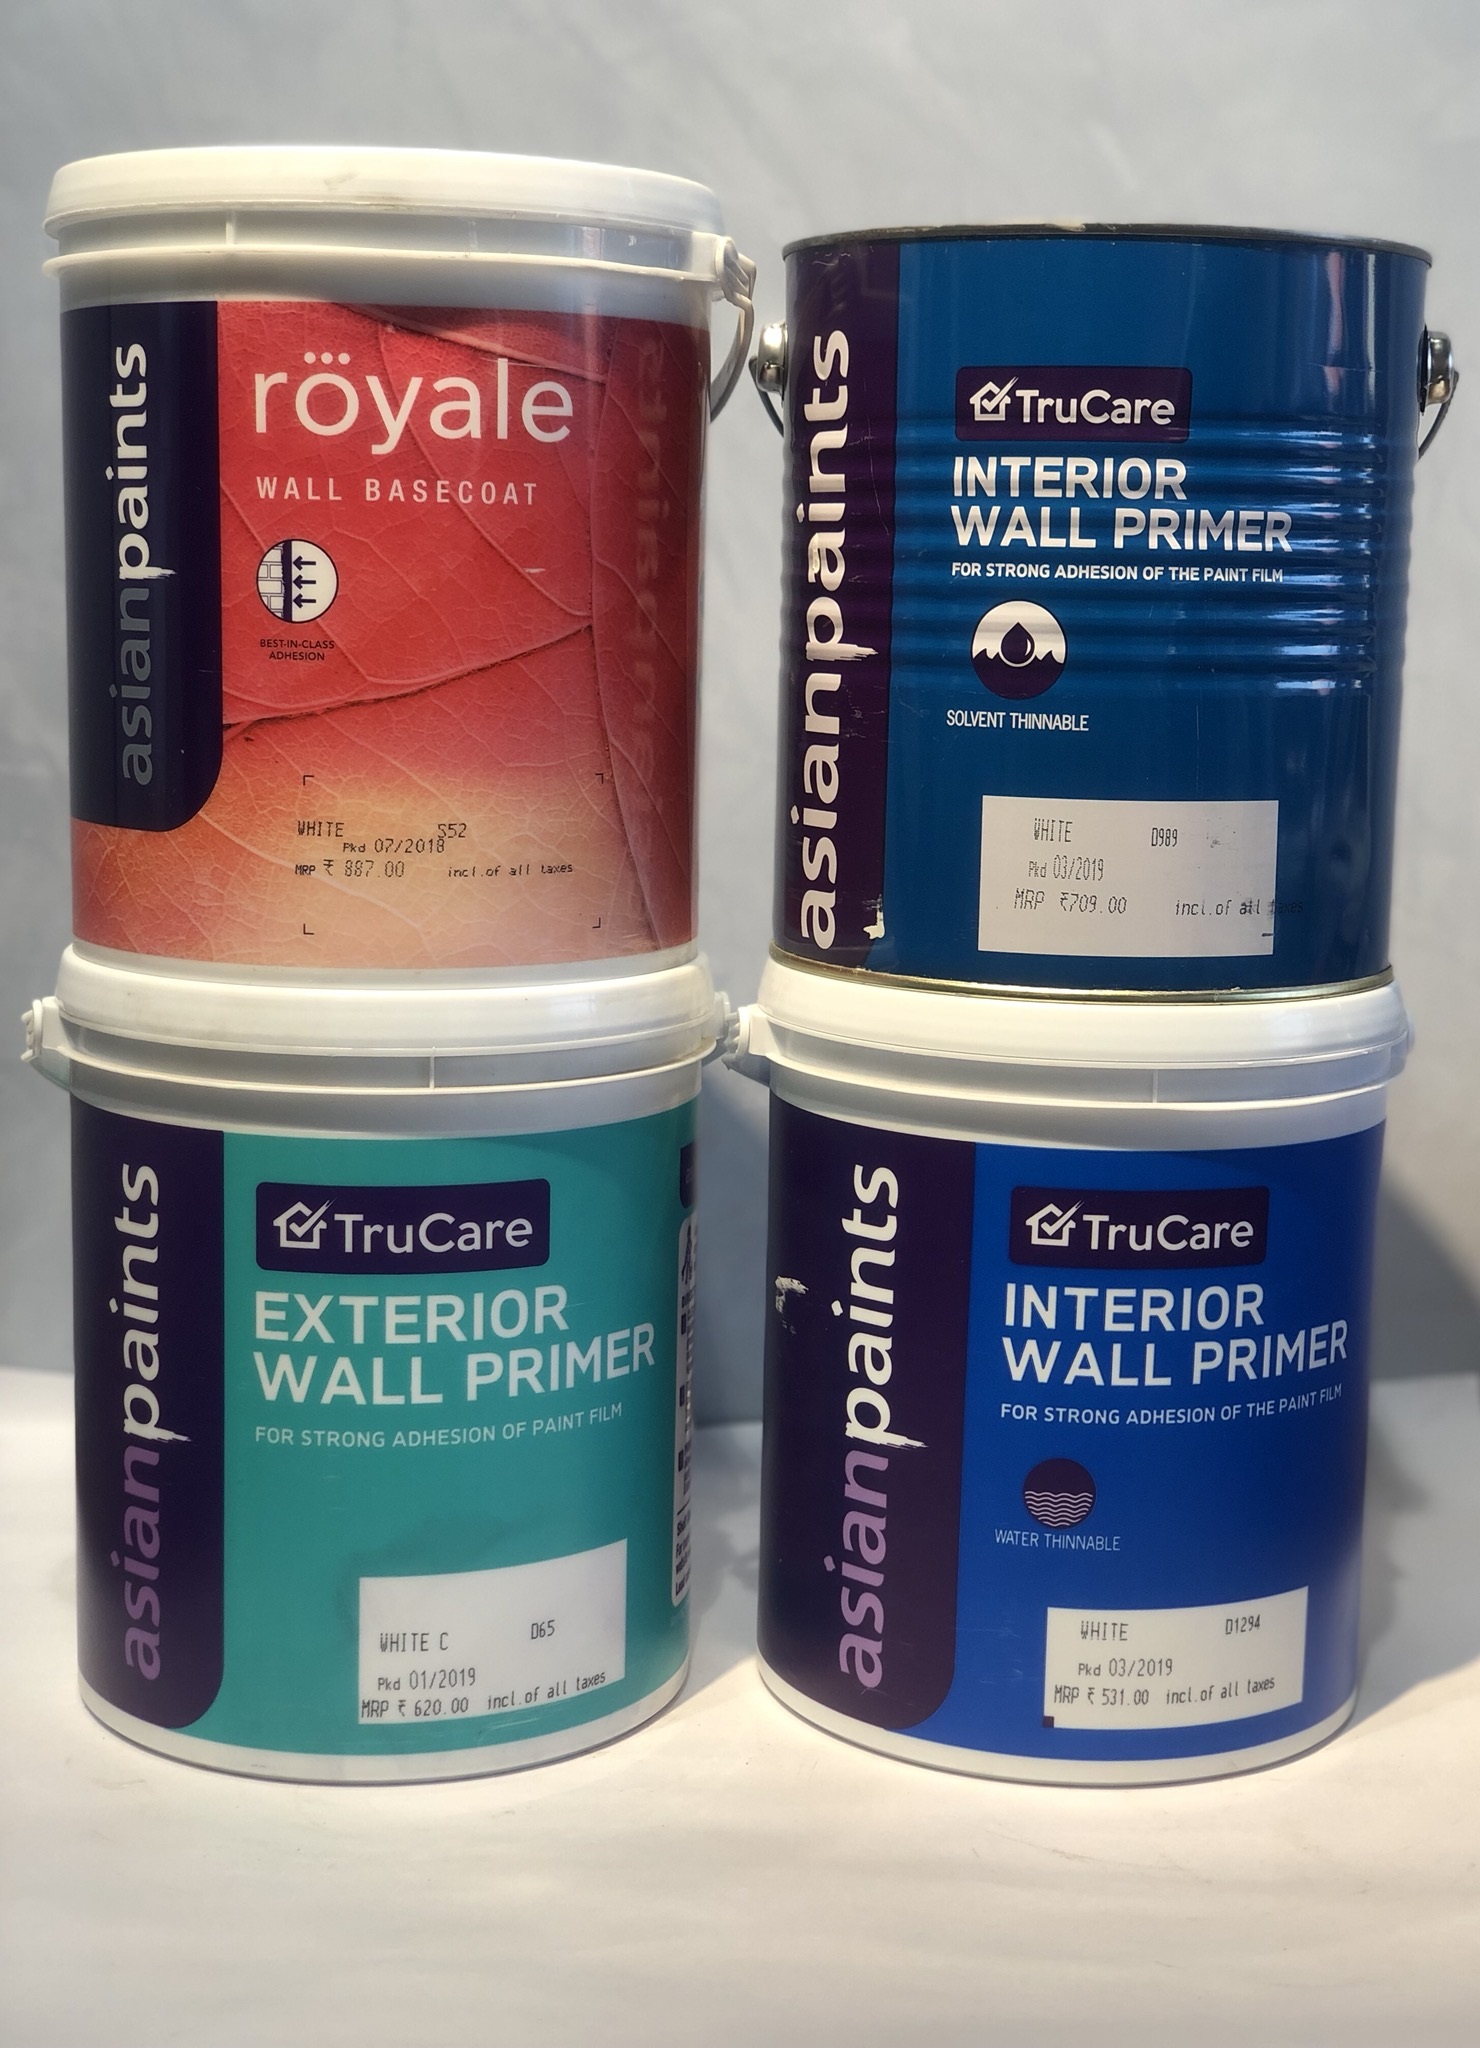 asianpaints
röyale
WALL BASECOAT
BEST-IN-CLASS
ADHESION
WHITE S52
Pkd 07/2018
MRP ₹ 887.00 incl.of all taxes
asianpaints
TruCare
INTERIOR
WALL PRIMER
FOR STRONG ADHESION OF THE PAINT FILM
SOLVENT THINNABLE
WHITE D989
Pkd 03/2019
MRP ₹709.00 incl.of all taxes
asianpaints
TruCare
EXTERIOR
WALL PRIMER
FOR STRONG ADHESION OF PAINT FILM
WHITE C D65
Pkd 01/2019
MRP ₹ 620.00 incl.of all taxes
asianpaints
TruCare
INTERIOR
WALL PRIMER
FOR STRONG ADHESION OF THE PAINT FILM
WATER THINNABLE
WHITE D1294
Pkd 03/2019
MRP ₹ 531.00 incl.of all taxes